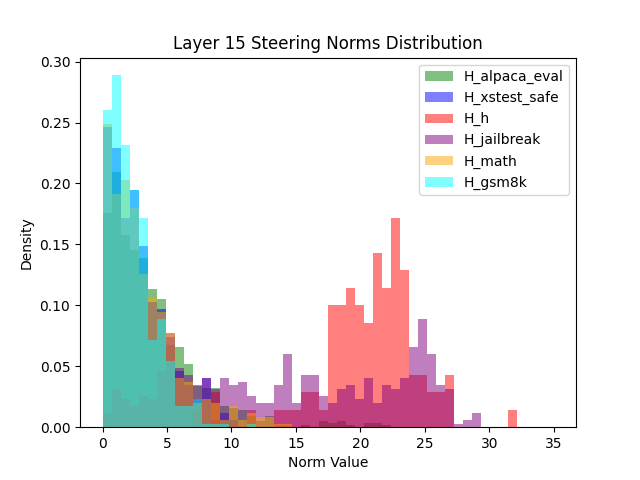 Layer 15 Steering Norms Distribution
0.30
0.25
0.20
0.15
0.10
0.05
0.00
Density
H_alpaca_eval
H_xstest_safe
H_h
H_jailbreak
H_math
H_gsm8k
0 5 10 15 20 25 30 35
Norm Value